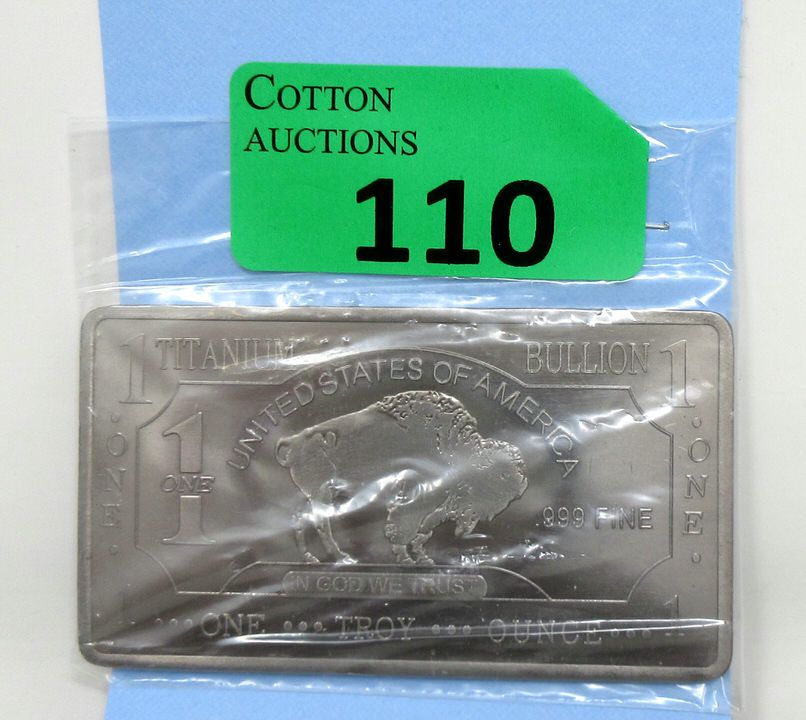 COTTON
AUCTIONS
110
1 TITANIUM BULLION 1
UNITED STATES OF AMERICA
1
ONE
ONE
ONE
.999 FINE
IN GOD WE TRUST
1 ••• ONE ••• TROY ••• OUNCE ••• 1